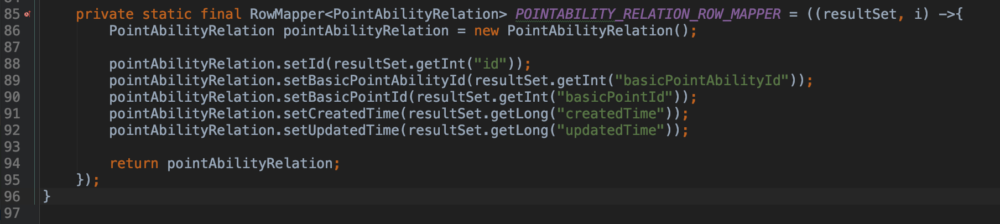 85 private static final RowMapper<PointAbilityRelation> POINTABILITY_RELATION_ROW_MAPPER = ((resultSet, i) ->{
86 PointAbilityRelation pointAbilityRelation = new PointAbilityRelation();
87
88 pointAbilityRelation.setId(resultSet.getInt("id"));
89 pointAbilityRelation.setBasicPointAbilityId(resultSet.getInt("basicPointAbilityId"));
90 pointAbilityRelation.setBasicPointId(resultSet.getInt("basicPointId"));
91 pointAbilityRelation.setCreatedTime(resultSet.getLong("createdTime"));
92 pointAbilityRelation.setUpdatedTime(resultSet.getLong("updatedTime"));
93
94 return pointAbilityRelation;
95 });
96 }
97